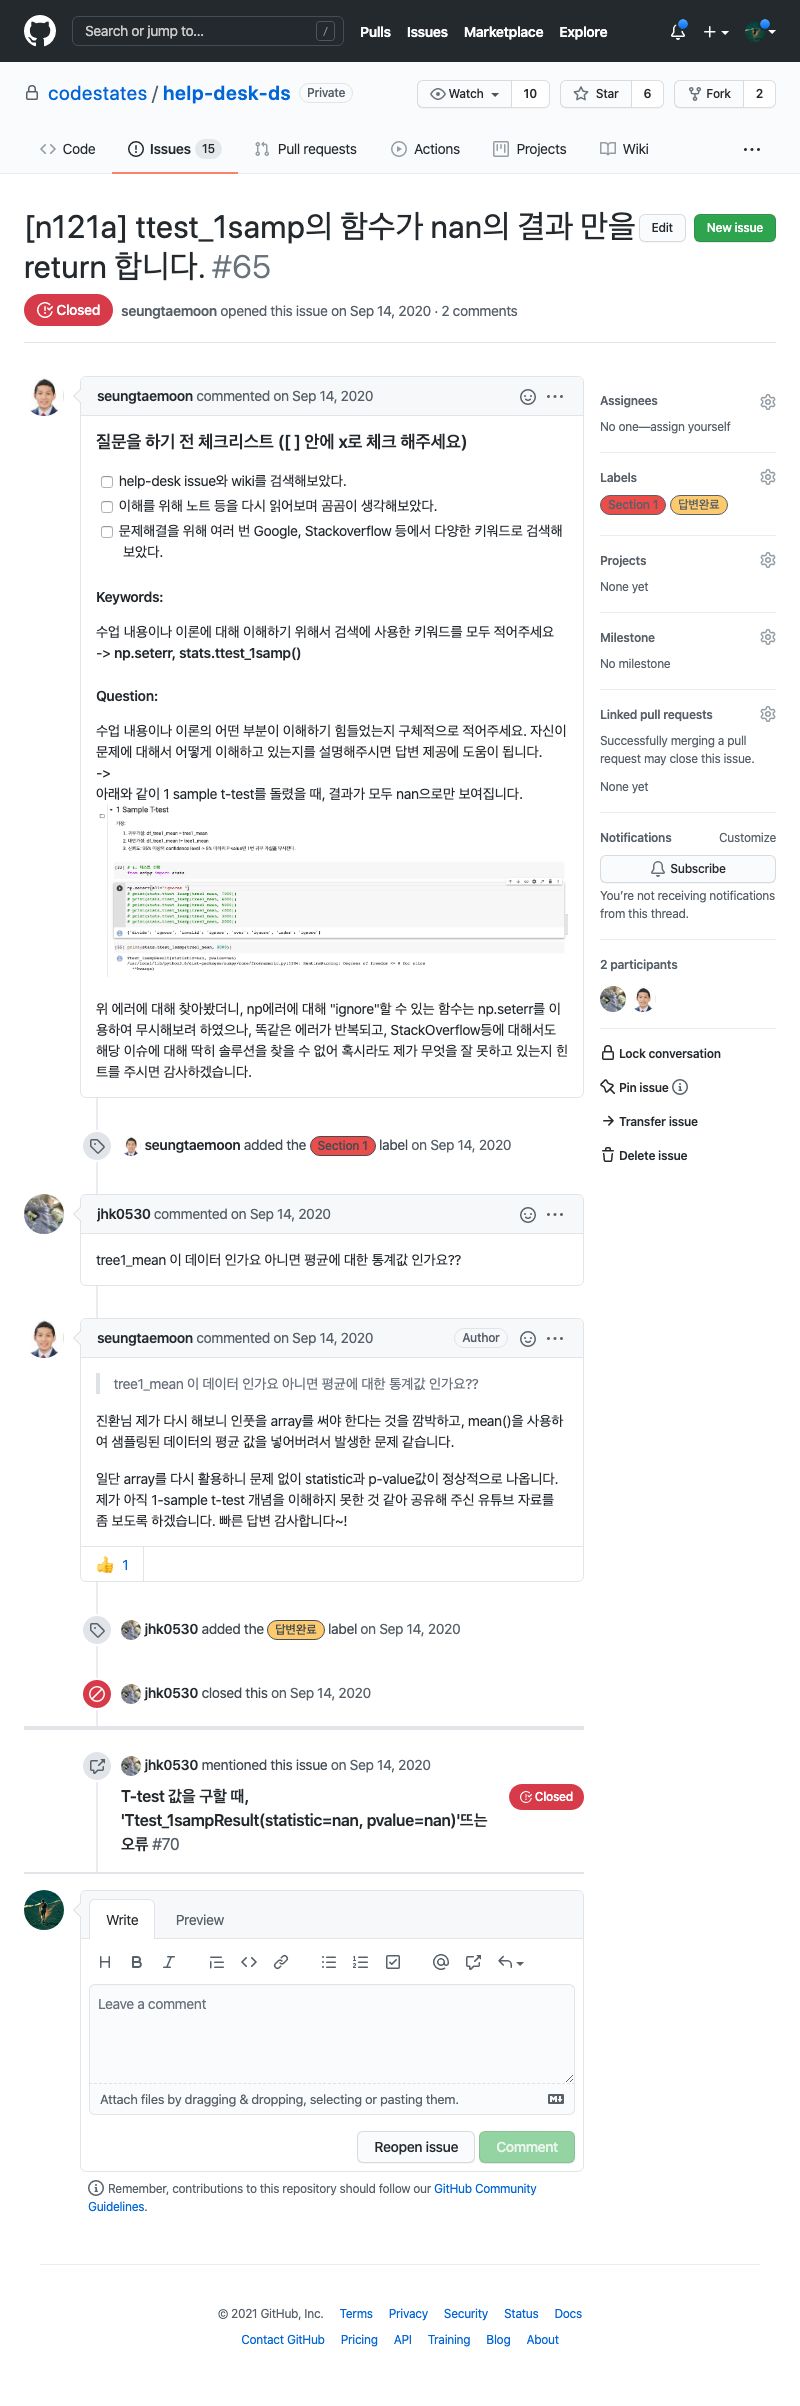 Search or jump to...
/
Pulls
Issues
Marketplace
Explore
codestates / help-desk-ds
Private
Watch
10
Star
6
Fork
2
Code
Issues 15
Pull requests
Actions
Projects
Wiki
[n121a] ttest_1samp의 함수가 nan의 결과 만을
return 합니다. #65
Edit
New issue
Closed
seungtaemoon opened this issue on Sep 14, 2020 · 2 comments
seungtaemoon commented on Sep 14, 2020
질문을 하기 전 체크리스트 ([ ] 안에 x로 체크 해주세요)
help-desk issue와 wiki를 검색해보았다.
이해를 위해 노트 등을 다시 읽어보며 곰곰이 생각해보았다.
문제해결을 위해 여러 번 Google, Stackoverflow 등에서 다양한 키워드로 검색해
보았다.
Keywords:
수업 내용이나 이론에 대해 이해하기 위해서 검색에 사용한 키워드를 모두 적어주세요
-> np.seterr, stats.ttest_1samp()
Question:
수업 내용이나 이론의 어떤 부분이 이해하기 힘들었는지 구체적으로 적어주세요. 자신이
문제에 대해서 어떻게 이해하고 있는지를 설명해주시면 답변 제공에 도움이 됩니다.
->
아래와 같이 1 sample t-test를 돌렸을 때, 결과가 모두 nan으로만 보여집니다.
1 Sample T-test
from scipy import stats
위 에러에 대해 찾아봤더니, np에러에 대해 "ignore"할 수 있는 함수는 np.seterr를 이
용하여 무시해보려 하였으나, 똑같은 에러가 반복되고, StackOverflow등에 대해서도
해당 이슈에 대해 딱히 솔루션을 찾을 수 없어 혹시라도 제가 무엇을 잘 못하고 있는지 힌
트를 주시면 감사하겠습니다.
seungtaemoon added the Section 1 label on Sep 14, 2020
jhk0530 commented on Sep 14, 2020
tree1_mean 이 데이터 인가요 아니면 평균에 대한 통계값 인가요??
seungtaemoon commented on Sep 14, 2020
Author
tree1_mean 이 데이터 인가요 아니면 평균에 대한 통계값 인가요??
진환님 제가 다시 해보니 인풋을 array를 써야 한다는 것을 깜박하고, mean()을 사용하
여 샘플링된 데이터의 평균 값을 넣어버려서 발생한 문제 같습니다.
일단 array를 다시 활용하니 문제 없이 statistic과 p-value값이 정상적으로 나옵니다.
제가 아직 1-sample t-test 개념을 이해하지 못한 것 같아 공유해 주신 유튜브 자료를
좀 보도록 하겠습니다. 빠른 답변 감사합니다~!
1
jhk0530 added the 답변완료 label on Sep 14, 2020
jhk0530 closed this on Sep 14, 2020
jhk0530 mentioned this issue on Sep 14, 2020
T-test 값을 구할 때,
'Ttest_1sampResult(statistic=nan, pvalue=nan)'뜨는
오류 #70
Closed
Write
Preview
Leave a comment
Attach files by dragging & dropping, selecting or pasting them.
Reopen issue
Comment
Remember, contributions to this repository should follow our GitHub Community
Guidelines.
Assignees
No one—assign yourself
Labels
Section 1
답변완료
Projects
None yet
Milestone
No milestone
Linked pull requests
Successfully merging a pull
request may close this issue.
None yet
Notifications
Customize
Subscribe
You're not receiving notifications
from this thread.
2 participants
Lock conversation
Pin issue
Transfer issue
Delete issue
© 2021 GitHub, Inc.
Terms
Privacy
Security
Status
Docs
Contact GitHub
Pricing
API
Training
Blog
About